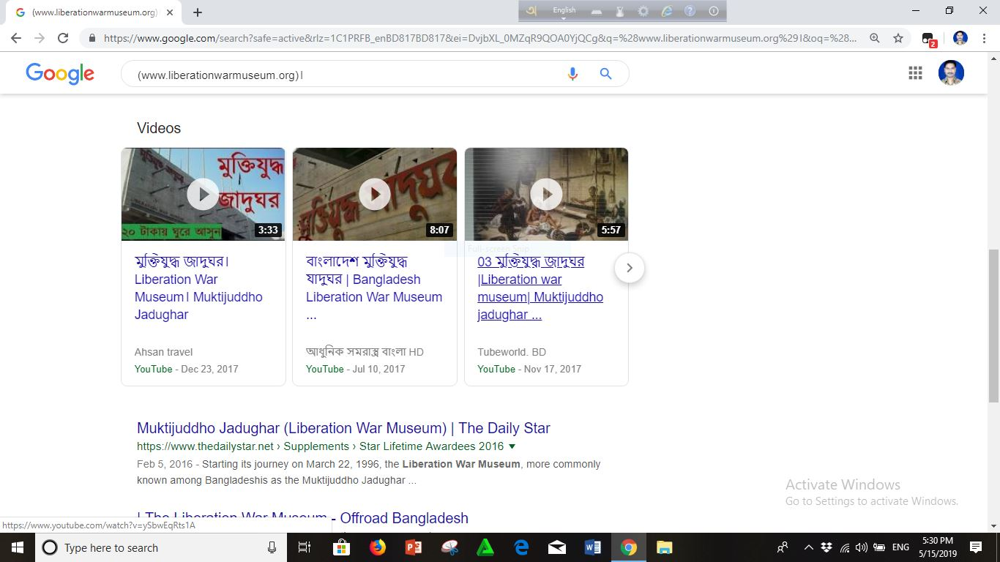 (www.liberationwarmuseum.org)
English
https://www.google.com/search?safe=active&rlz=1C1PRFB_enBD817BD817&ei=DvjbXL_0MZqR9QOA0YjQCg&q=%28www.liberationwarmuseum.org%29l&oq=%28...
2
Google
(www.liberationwarmuseum.org)।
Videos
মুক্তিযুদ্ধ
জাদুঘর
২০ টাকায় ঘুরে আসুন
3:33
মুক্তিযুদ্ধ যাদুঘর
8:07
5:57
Full-screen Snip
মুক্তিযুদ্ধ জাদুঘর।
Liberation War
Museum। Muktijuddho
Jadughar
Ahsan travel
YouTube - Dec 23, 2017
বাংলাদেশ মুক্তিযুদ্ধ
যাদুঘর | Bangladesh
Liberation War Museum
...
আধুনিক সমরাস্ত্র বাংলা HD
YouTube - Jul 10, 2017
03 মুক্তিযুদ্ধ জাদুঘর
|Liberation war
museum| Muktijuddho
jadughar ...
Tubeworld. BD
YouTube - Nov 17, 2017
Muktijuddho Jadughar (Liberation War Museum) | The Daily Star
https://www.thedailystar.net › Supplements › Star Lifetime Awardees 2016
Feb 5, 2016 - Starting its journey on March 22, 1996, the Liberation War Museum, more commonly
known among Bangladeshis as the Muktijuddho Jadughar ...
| The Liberation War Museum - Offroad Bangladesh
Activate Windows
Go to Settings to activate Windows.
https://www.youtube.com/watch?v=ySbwEqRts1A
Type here to search
ENG
5:30 PM
5/15/2019